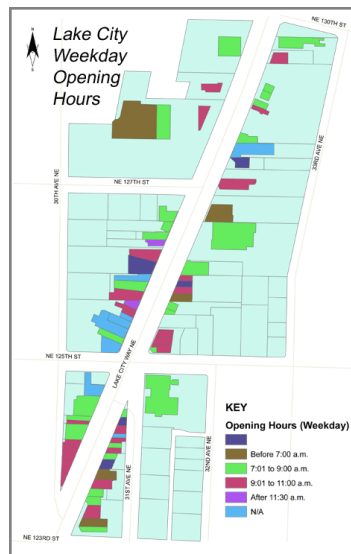 Lake City
Weekday
Opening
Hours
N
S
NE 130TH ST
33RD AVE NE
30TH AVE NE
NE 127TH ST
LAKE CITY WAY NE
NE 125TH ST
31ST AVE NE
32ND AVE NE
NE 123RD ST
KEY
Opening Hours (Weekday)
Before 7:00 a.m.
7:01 to 9:00 a.m.
9:01 to 11:00 a.m.
After 11:30 a.m.
N/A